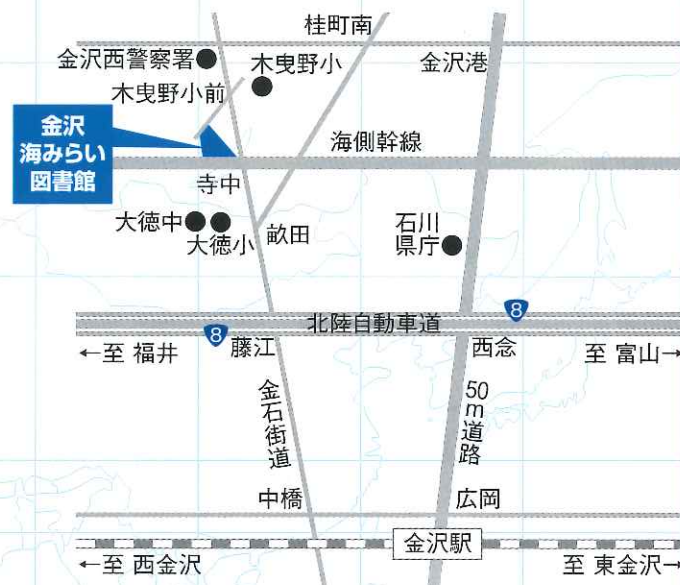 桂町南
金沢西警察署
木曳野小
金沢港
木曳野小前
金沢
海みらい
図書館
海側幹線
寺中
大徳中
大徳小
畝田
石川
県庁
8
北陸自動車道
8
←至 福井
藤江
西念
至 富山→
金石街道
50m道路
中橋
広岡
金沢駅
←至 西金沢
至 東金沢→